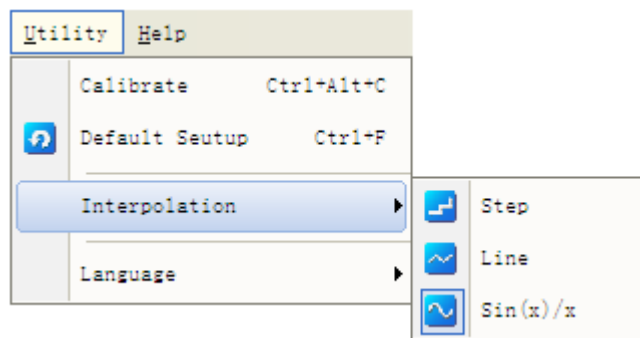 Utility Help
Calibrate Ctrl+Alt+C
Default Seutup Ctrl+F
Interpolation
Step
Line
Language
Sin(x)/x